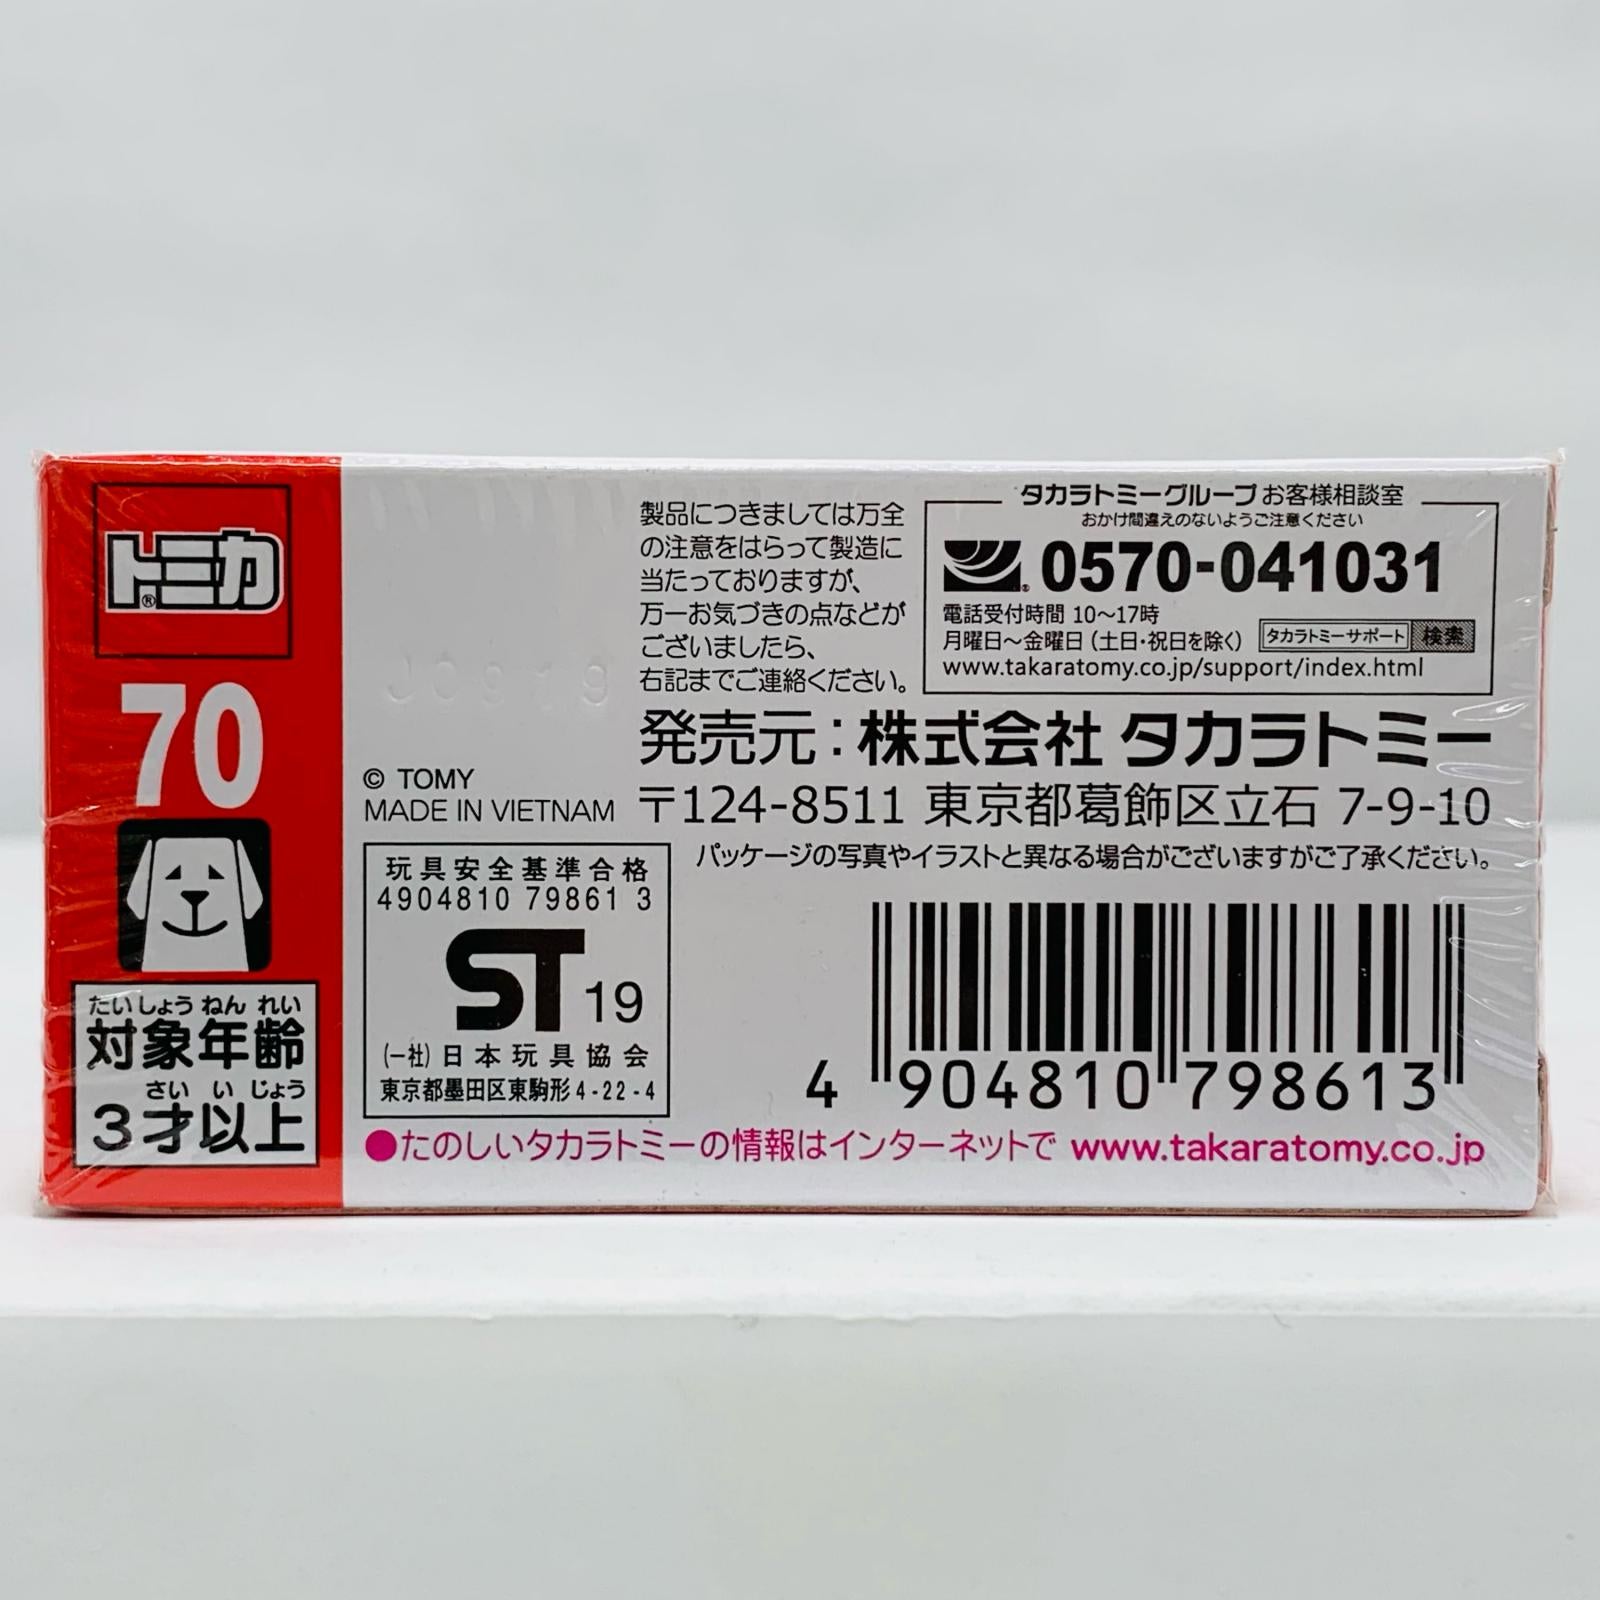 トミカ®
70
たいしょう ねん れい
対象年齢
さい い じょう
3才以上
J0919
© TOMY
MADE IN VIETNAM
玩具安全基準合格
4904810 79861 3
ST 19
(一社)日本玩具協会
東京都墨田区東駒形4-22-4
製品につきましては万全
の注意をはらって製造に
当たっておりますが、
万一お気づきの点などが
ございましたら、
右記までご連絡ください。
タカラトミーグループお客様相談室
おかけ間違えのないようご注意ください
0570-041031
電話受付時間 10～17時
月曜日～金曜日(土日・祝日を除く) タカラトミーサポート 検索
www.takaratomy.co.jp/support/index.html
発売元:株式会社 タカラトミー
〒124-8511 東京都葛飾区立石 7-9-10
パッケージの写真やイラストと異なる場合がございますがご了承ください。
4 904810 798613
●たのしいタカラトミーの情報はインターネットで www.takaratomy.co.jp